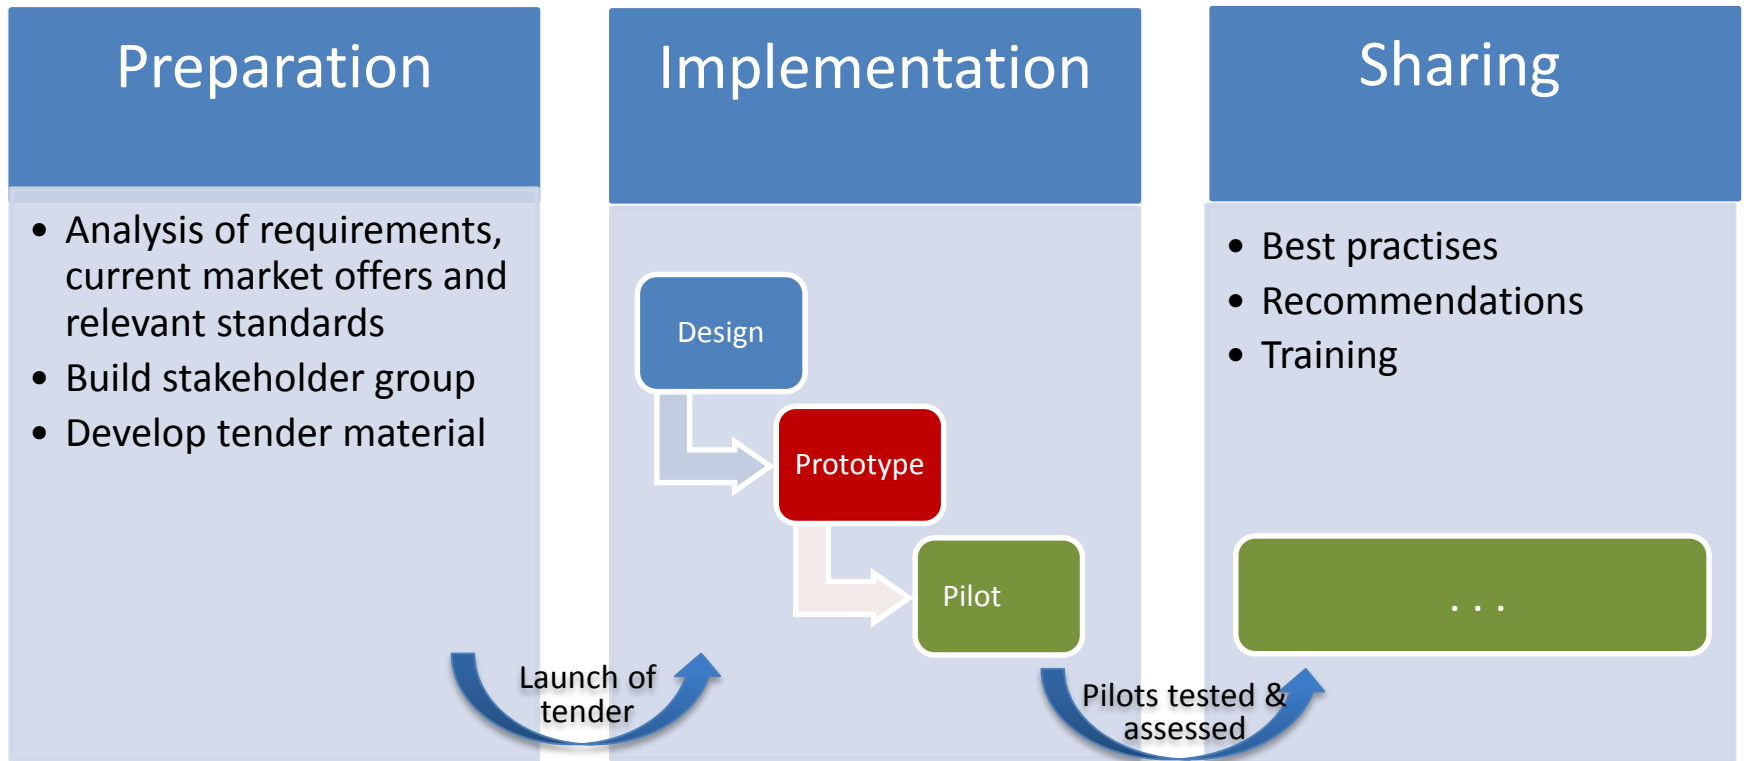 Preparation
• Analysis of requirements,
current market offers and
relevant standards
• Build stakeholder group
• Develop tender material
Launch of
tender
Implementation
Design
Prototype
Pilot
Pilots tested &
assessed
Sharing
• Best practises
• Recommendations
• Training
. . .